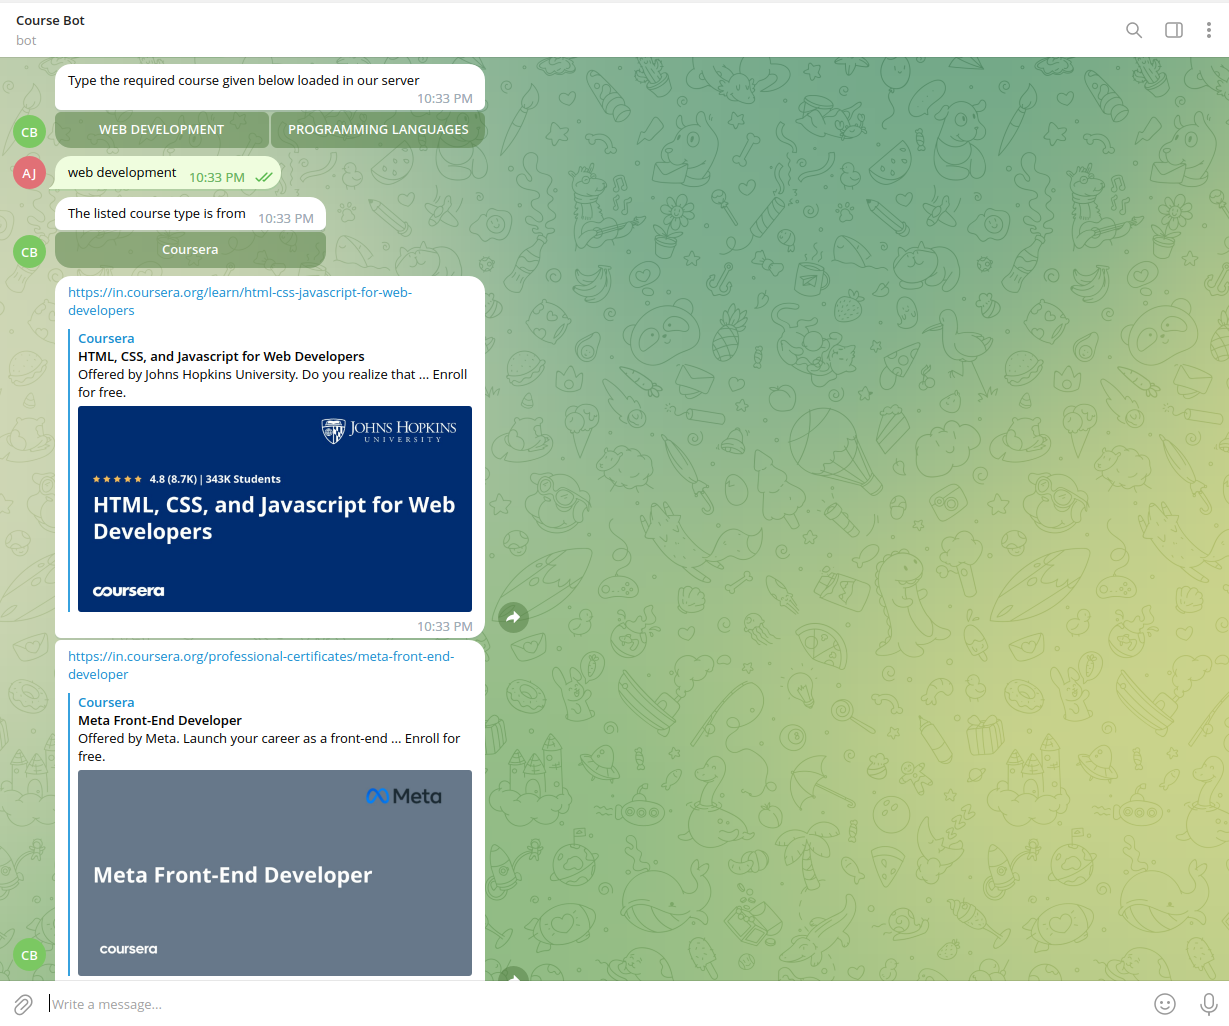 Course Bot
bot
Type the required course given below loaded in our server
10:33 PM
WEB DEVELOPMENT
PROGRAMMING LANGUAGES
CB
AJ
web development 10:33 PM
The listed course type is from 10:33 PM
Coursera
CB
https://in.coursera.org/learn/html-css-javascript-for-web-
developers
Coursera
HTML, CSS, and Javascript for Web Developers
Offered by Johns Hopkins University. Do you realize that ... Enroll
for free.
JOHNS HOPKINS
UNIVERSITY
4.8 (8.7K) | 343K Students
HTML, CSS, and Javascript for Web
Developers
coursera
10:33 PM
https://in.coursera.org/professional-certificates/meta-front-end-
developer
Coursera
Meta Front-End Developer
Offered by Meta. Launch your career as a front-end ... Enroll for
free.
Meta
Meta Front-End Developer
coursera
CB
Write a message...